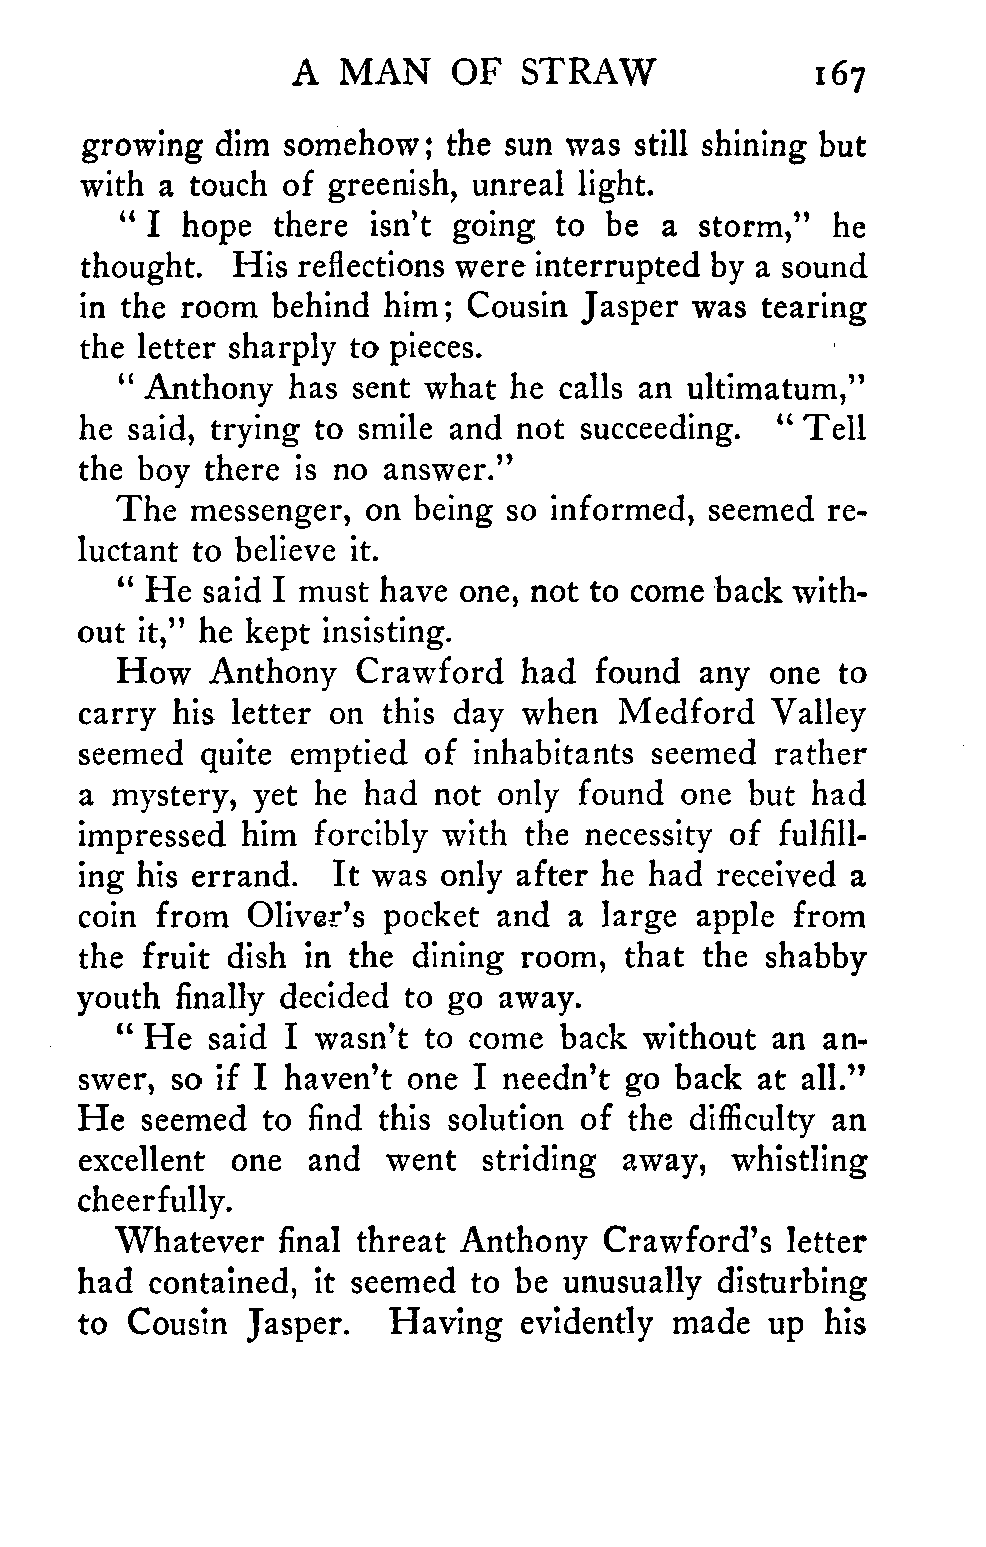 A MAN OF STRAW 167
growing dim somehow; the sun was still shining but
with a touch of greenish, unreal light.
“ I hope there isn’t going to be a storm,” he
thought. His reflections were interrupted by a sound
in the room behind him; Cousin Jasper was tearing
the letter sharply to pieces.
“ Anthony has sent what he calls an ultimatum,”
he said, trying to smile and not succeeding. “ Tell
the boy there is no answer.”
The messenger, on being so informed, seemed re-
luctant to believe it.
“ He said I must have one, not to come back with-
out it,” he kept insisting.
How Anthony Crawford had found any one to
carry his letter on this day when Medford Valley
seemed quite emptied of inhabitants seemed rather
a mystery, yet he had not only found one but had
impressed him forcibly with the necessity of fulfill-
ing his errand. It was only after he had received a
coin from Oliver’s pocket and a large apple from
the fruit dish in the dining room, that the shabby
youth finally decided to go away.
“ He said I wasn’t to come back without an an-
swer, so if I haven’t one I needn’t go back at all.”
He seemed to find this solution of the difficulty an
excellent one and went striding away, whistling
cheerfully.
Whatever final threat Anthony Crawford’s letter
had contained, it seemed to be unusually disturbing
to Cousin Jasper. Having evidently made up his